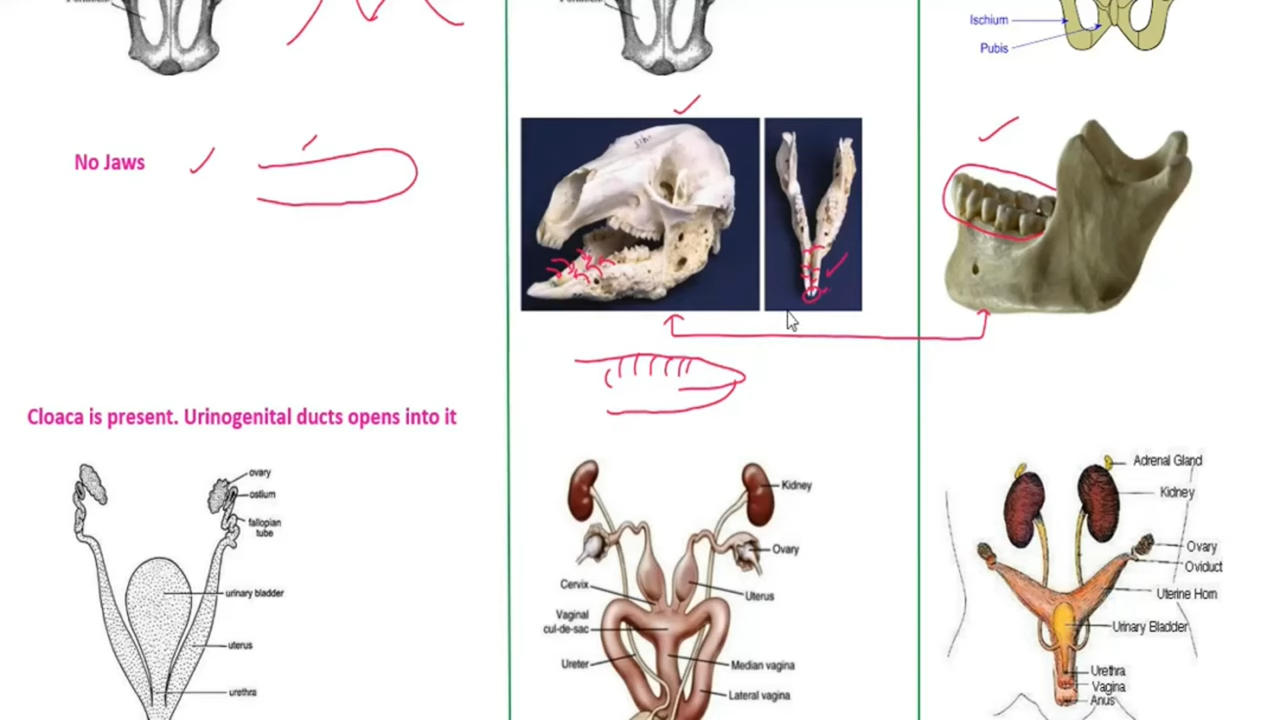 Ischium
Pubis
No Jaws
Cloaca is present. Urinogenital ducts opens into it
ovary
ostium
fallopian
tube
urinary bladder
uterus
urethra
Kidney
Ovary
Cervix
Uterus
Vaginal
cul-de-sac
Ureter
Median vagina
Lateral vagina
Adrenal Gland
Kidney
Ovary
Oviduct
Uterine Horn
Urinary Bladder
Urethra
Vagina
Anus